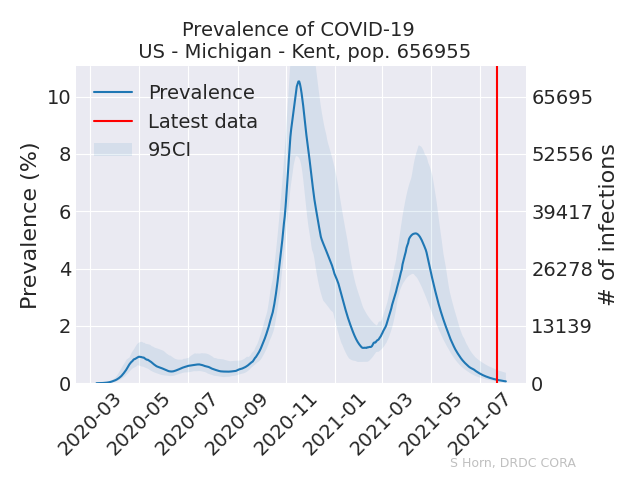 Prevalence of COVID-19
US - Michigan - Kent, pop. 656955
Prevalence
Latest data
95CI
Prevalence (%)
10
8
6
4
2
0
65695
52556
39417
26278
13139
0
# of infections
2020-03
2020-05
2020-07
2020-09
2020-11
2021-01
2021-03
2021-05
2021-07
S Horn, DRDC CORA